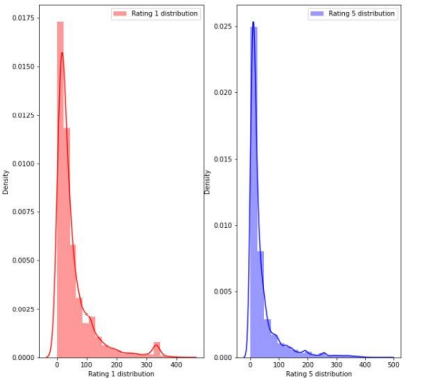 Rating 1 distribution
0.0175
0.0150
0.0125
0.0100
0.0075
0.0050
0.0025
0.0000
Density
0 100 200 300 400
Rating 1 distribution
Rating 5 distribution
0.025
0.020
0.015
0.010
0.005
0.000
Density
0 100 200 300 400 500
Rating 5 distribution